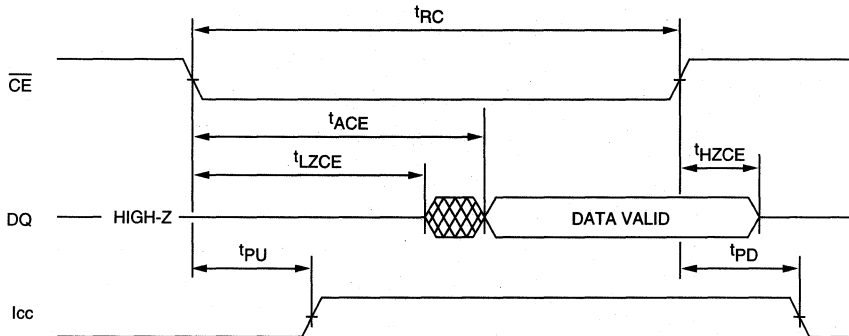 tRC
CE
tACE
tLZCE
tHZCE
DQ
HIGH-Z
DATA VALID
tPU
tPD
Icc